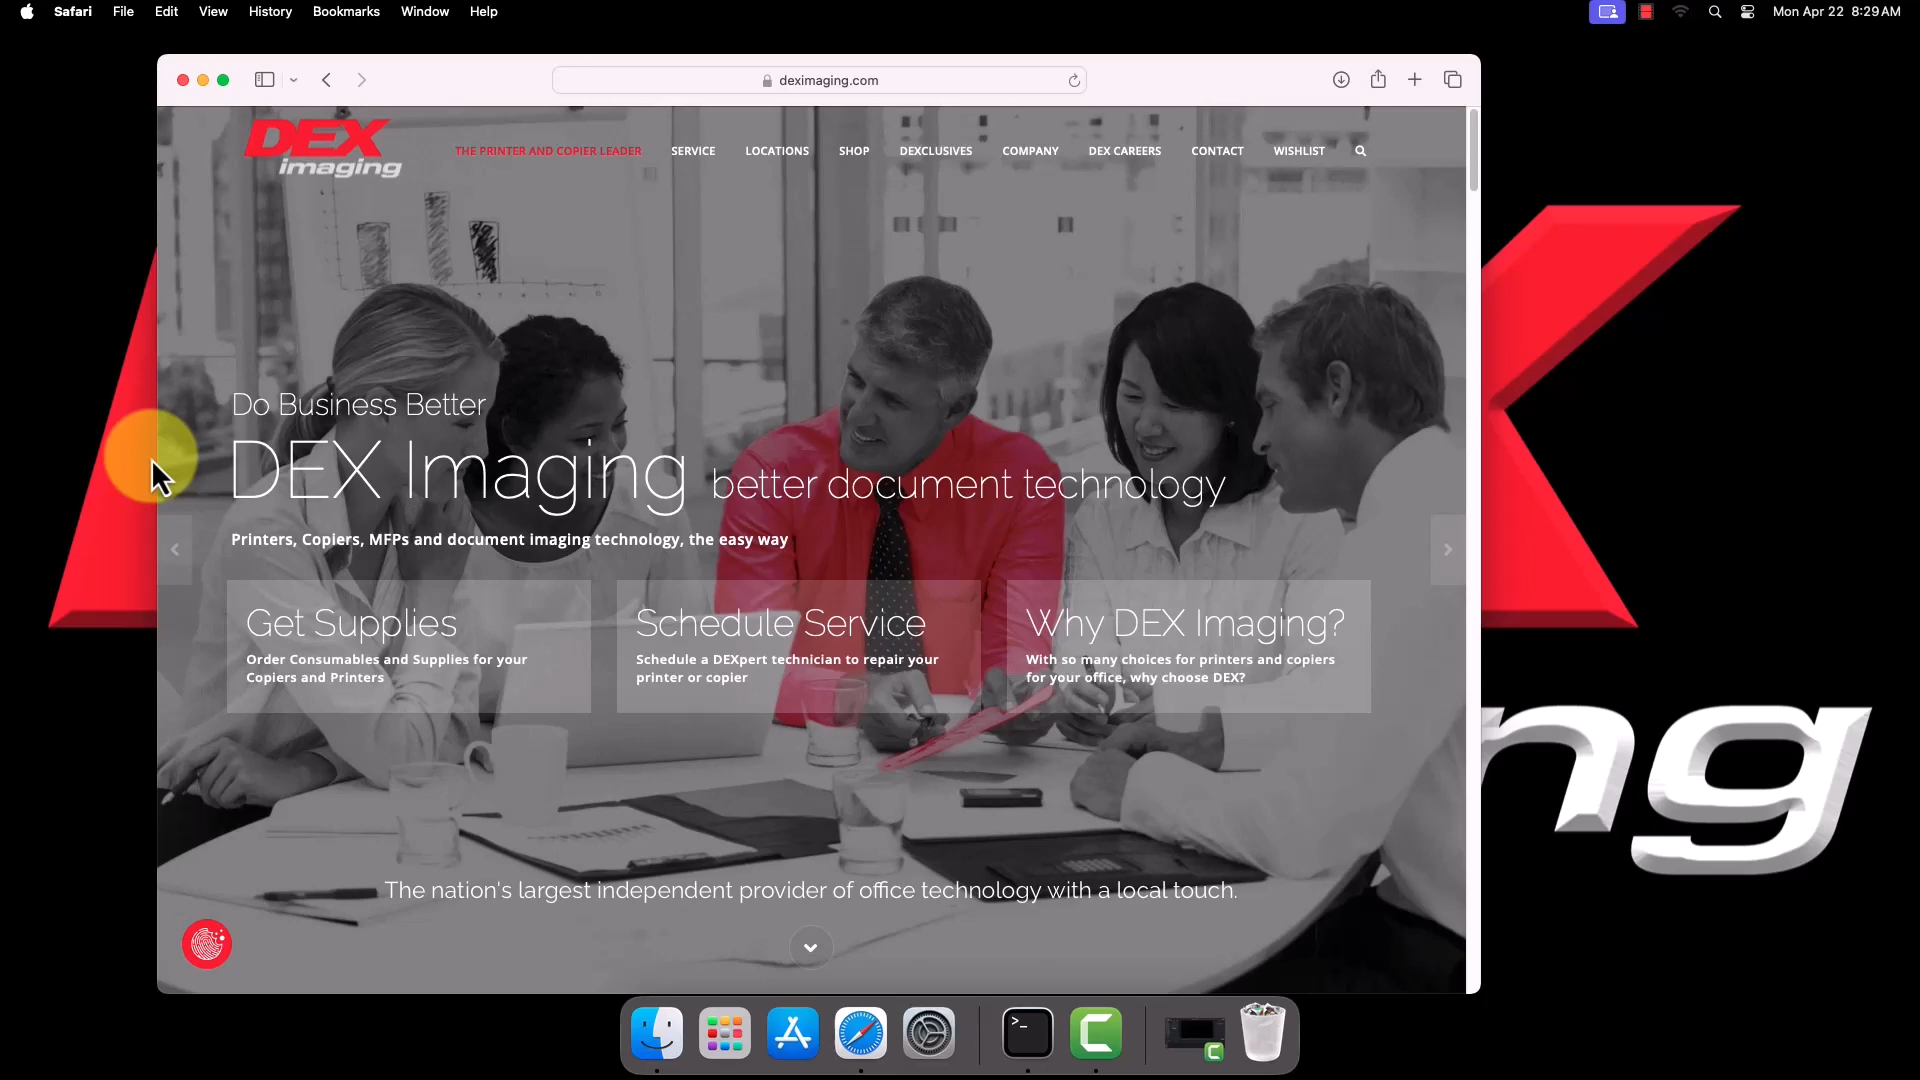 Safari File Edit View History Bookmarks Window Help
Mon Apr 22 8:29AM
deximaging.com
DEX
imaging
THE PRINTER AND COPIER LEADER SERVICE LOCATIONS SHOP DEXCLUSIVES COMPANY DEX CAREERS CONTACT WISHLIST
Do Business Better
DEX Imaging better document technology
Printers, Copiers, MFPs and document imaging technology, the easy way
Get Supplies
Order Consumables and Supplies for your
Copiers and Printers
Schedule Service
Schedule a DEXpert technician to repair your
printer or copier
Why DEX Imaging?
With so many choices for printers and copiers
for your office, why choose DEX?
The nation's largest independent provider of office technology with a local touch.
ng